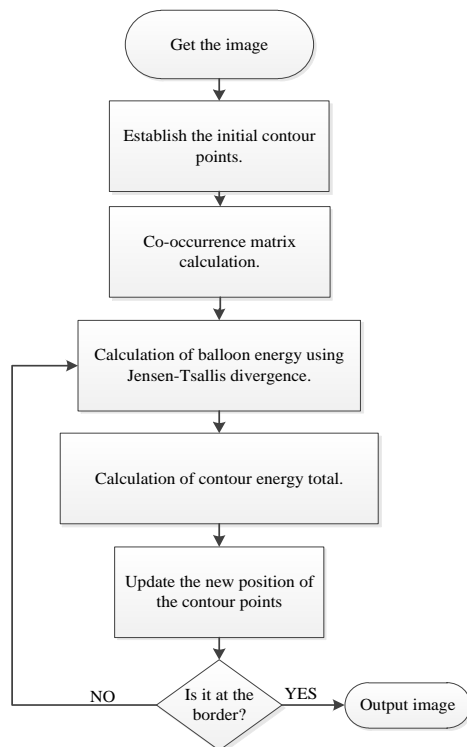 Get the image
Establish the initial contour
points.
Co-occurrence matrix
calculation.
Calculation of balloon energy using
Jensen-Tsallis divergence.
Calculation of contour energy total.
Update the new position of
the contour points
NO
Is it at the
border?
YES
Output image